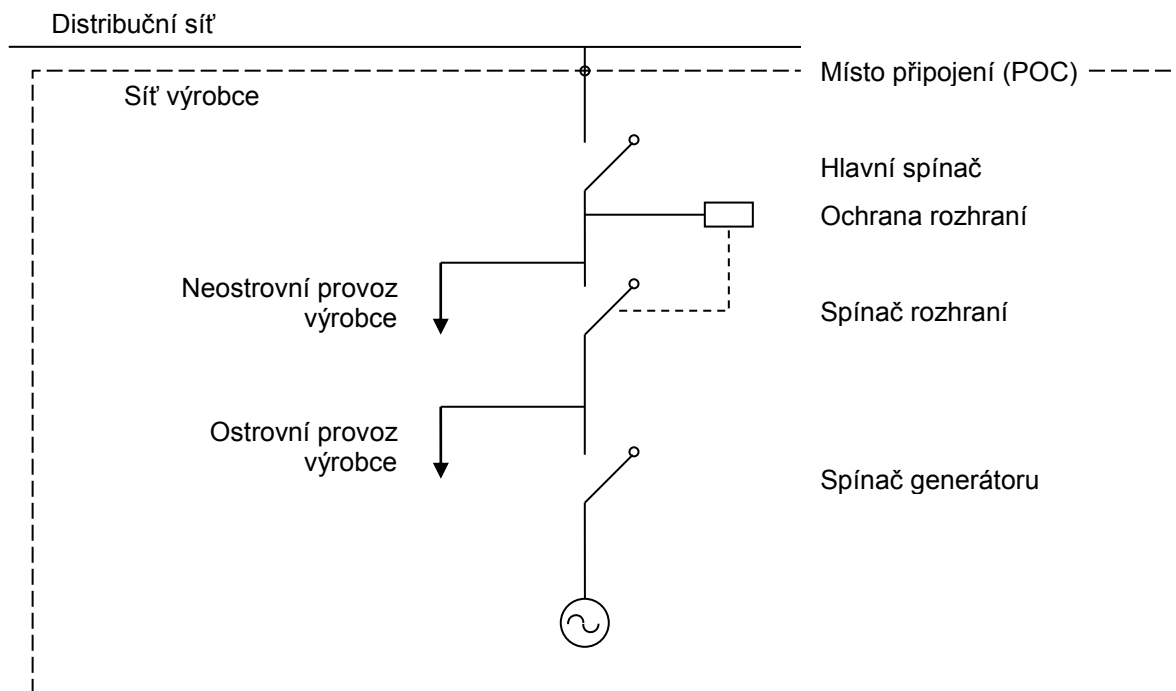 Distribuční síť
Místo připojení (POC)
Síť výrobce
Hlavní spínač
Ochrana rozhraní
Neostrovní provoz
výrobce
Spínač rozhraní
Ostrovní provoz
výrobce
Spínač generátoru